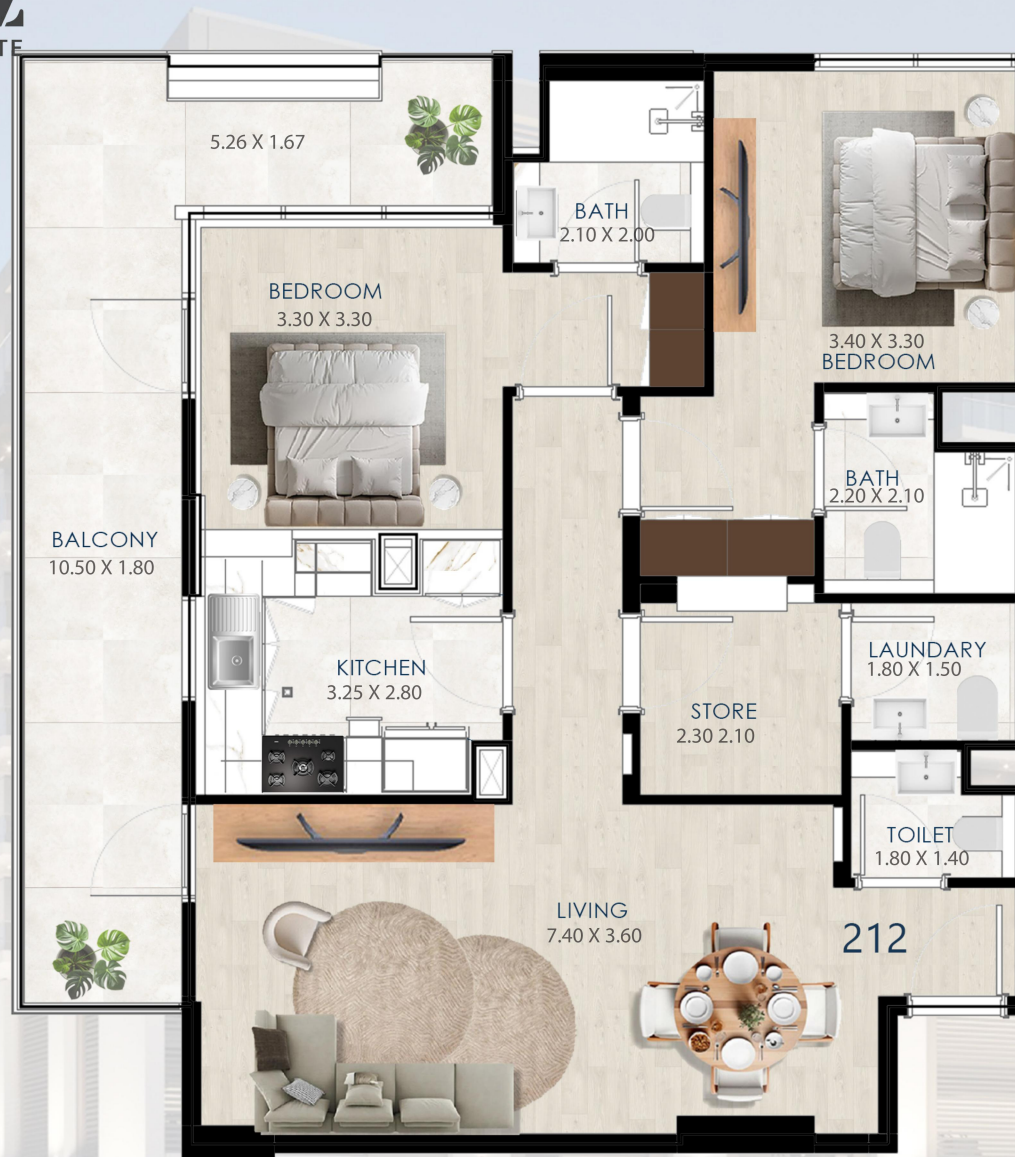 TE
5.26 X 1.67
BATH
2.10 X 2.00
BEDROOM
3.30 X 3.30
3.40 X 3.30
BEDROOM
BATH
2.20 X 2.10
BALCONY
10.50 X 1.80
KITCHEN
3.25 X 2.80
LAUNDARY
1.80 X 1.50
STORE
2.30 2.10
TOILET
1.80 X 1.40
LIVING
7.40 X 3.60
212